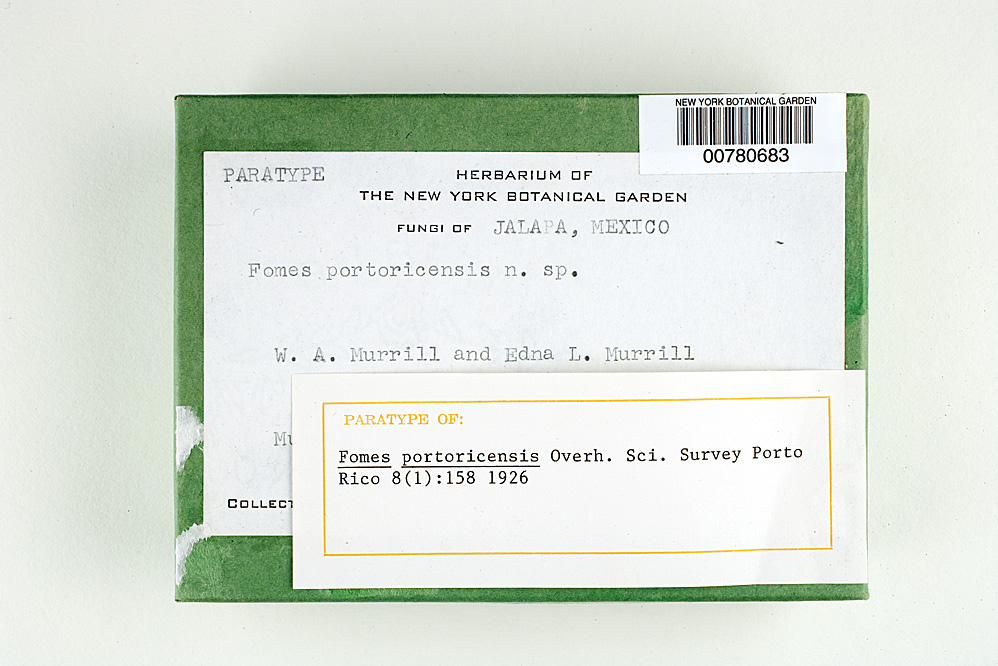 NEW YORK BOTANICAL GARDEN
00780683
PARATYPE
HERBARIUM OF
THE NEW YORK BOTANICAL GARDEN
FUNGI OF JALAPA, MEXICO
Fomes portoricensis n. sp.
W. A. Murrill and Edna L. Murrill
PARATYPE OF:
Fomes portoricensis Overh. Sci. Survey Porto
Rico 8(1):158 1926